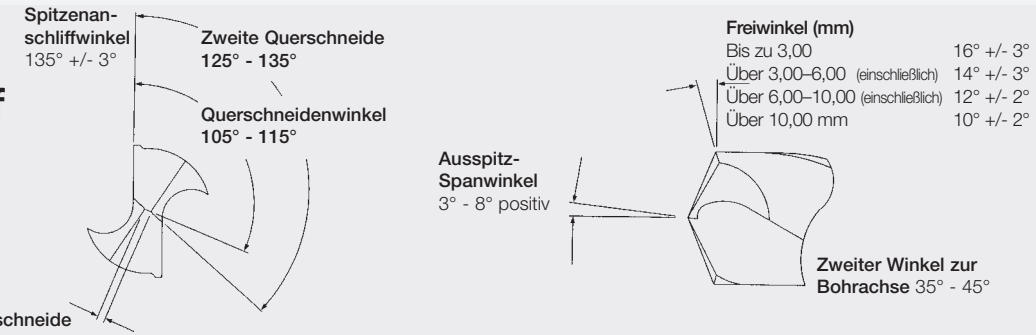 Spitzenan-
schliffwinkel
135° +/- 3°
Zweite Querschneide
125° - 135°
Querschneidenwinkel
105° - 115°
Freiwinkel (mm)
Bis zu 3,00 16° +/- 3°
Über 3,00–6,00 (einschließlich) 14° +/- 3°
Über 6,00–10,00 (einschließlich) 12° +/- 2°
Über 10,00 mm 10° +/- 2°
Ausspitz-
Spanwinkel
3° - 8° positiv
Zweiter Winkel zur
Bohrachse 35° - 45°
schneide